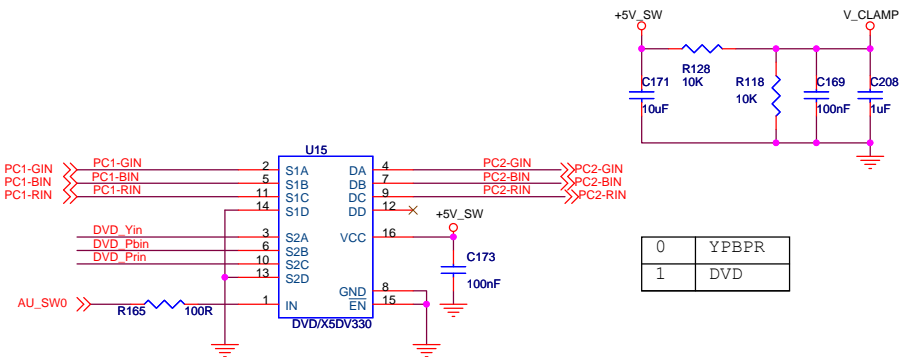 +5V_SW
V_CLAMP
R128
10K
C171
10uF
R118
10K
C169
100nF
C208
1uF
U15
PC1-GIN
PC1-GIN
2
S1A
DA
4
PC2-GIN
PC2-GIN
PC1-BIN
PC1-BIN
5
S1B
DB
7
PC2-BIN
PC2-BIN
PC1-RIN
PC1-RIN
11
S1C
DC
9
PC2-RIN
PC2-RIN
14
S1D
DD
12
+5V_SW
DVD_Yin
3
S2A
VCC
16
DVD_Pbin
6
S2B
DVD_Prin
10
S2C
13
S2D
C173
100nF
GND
8
AU_SW0
R165
100R
1
IN
EN
15
DVD/X5DV330
0 YPBPR
1 DVD